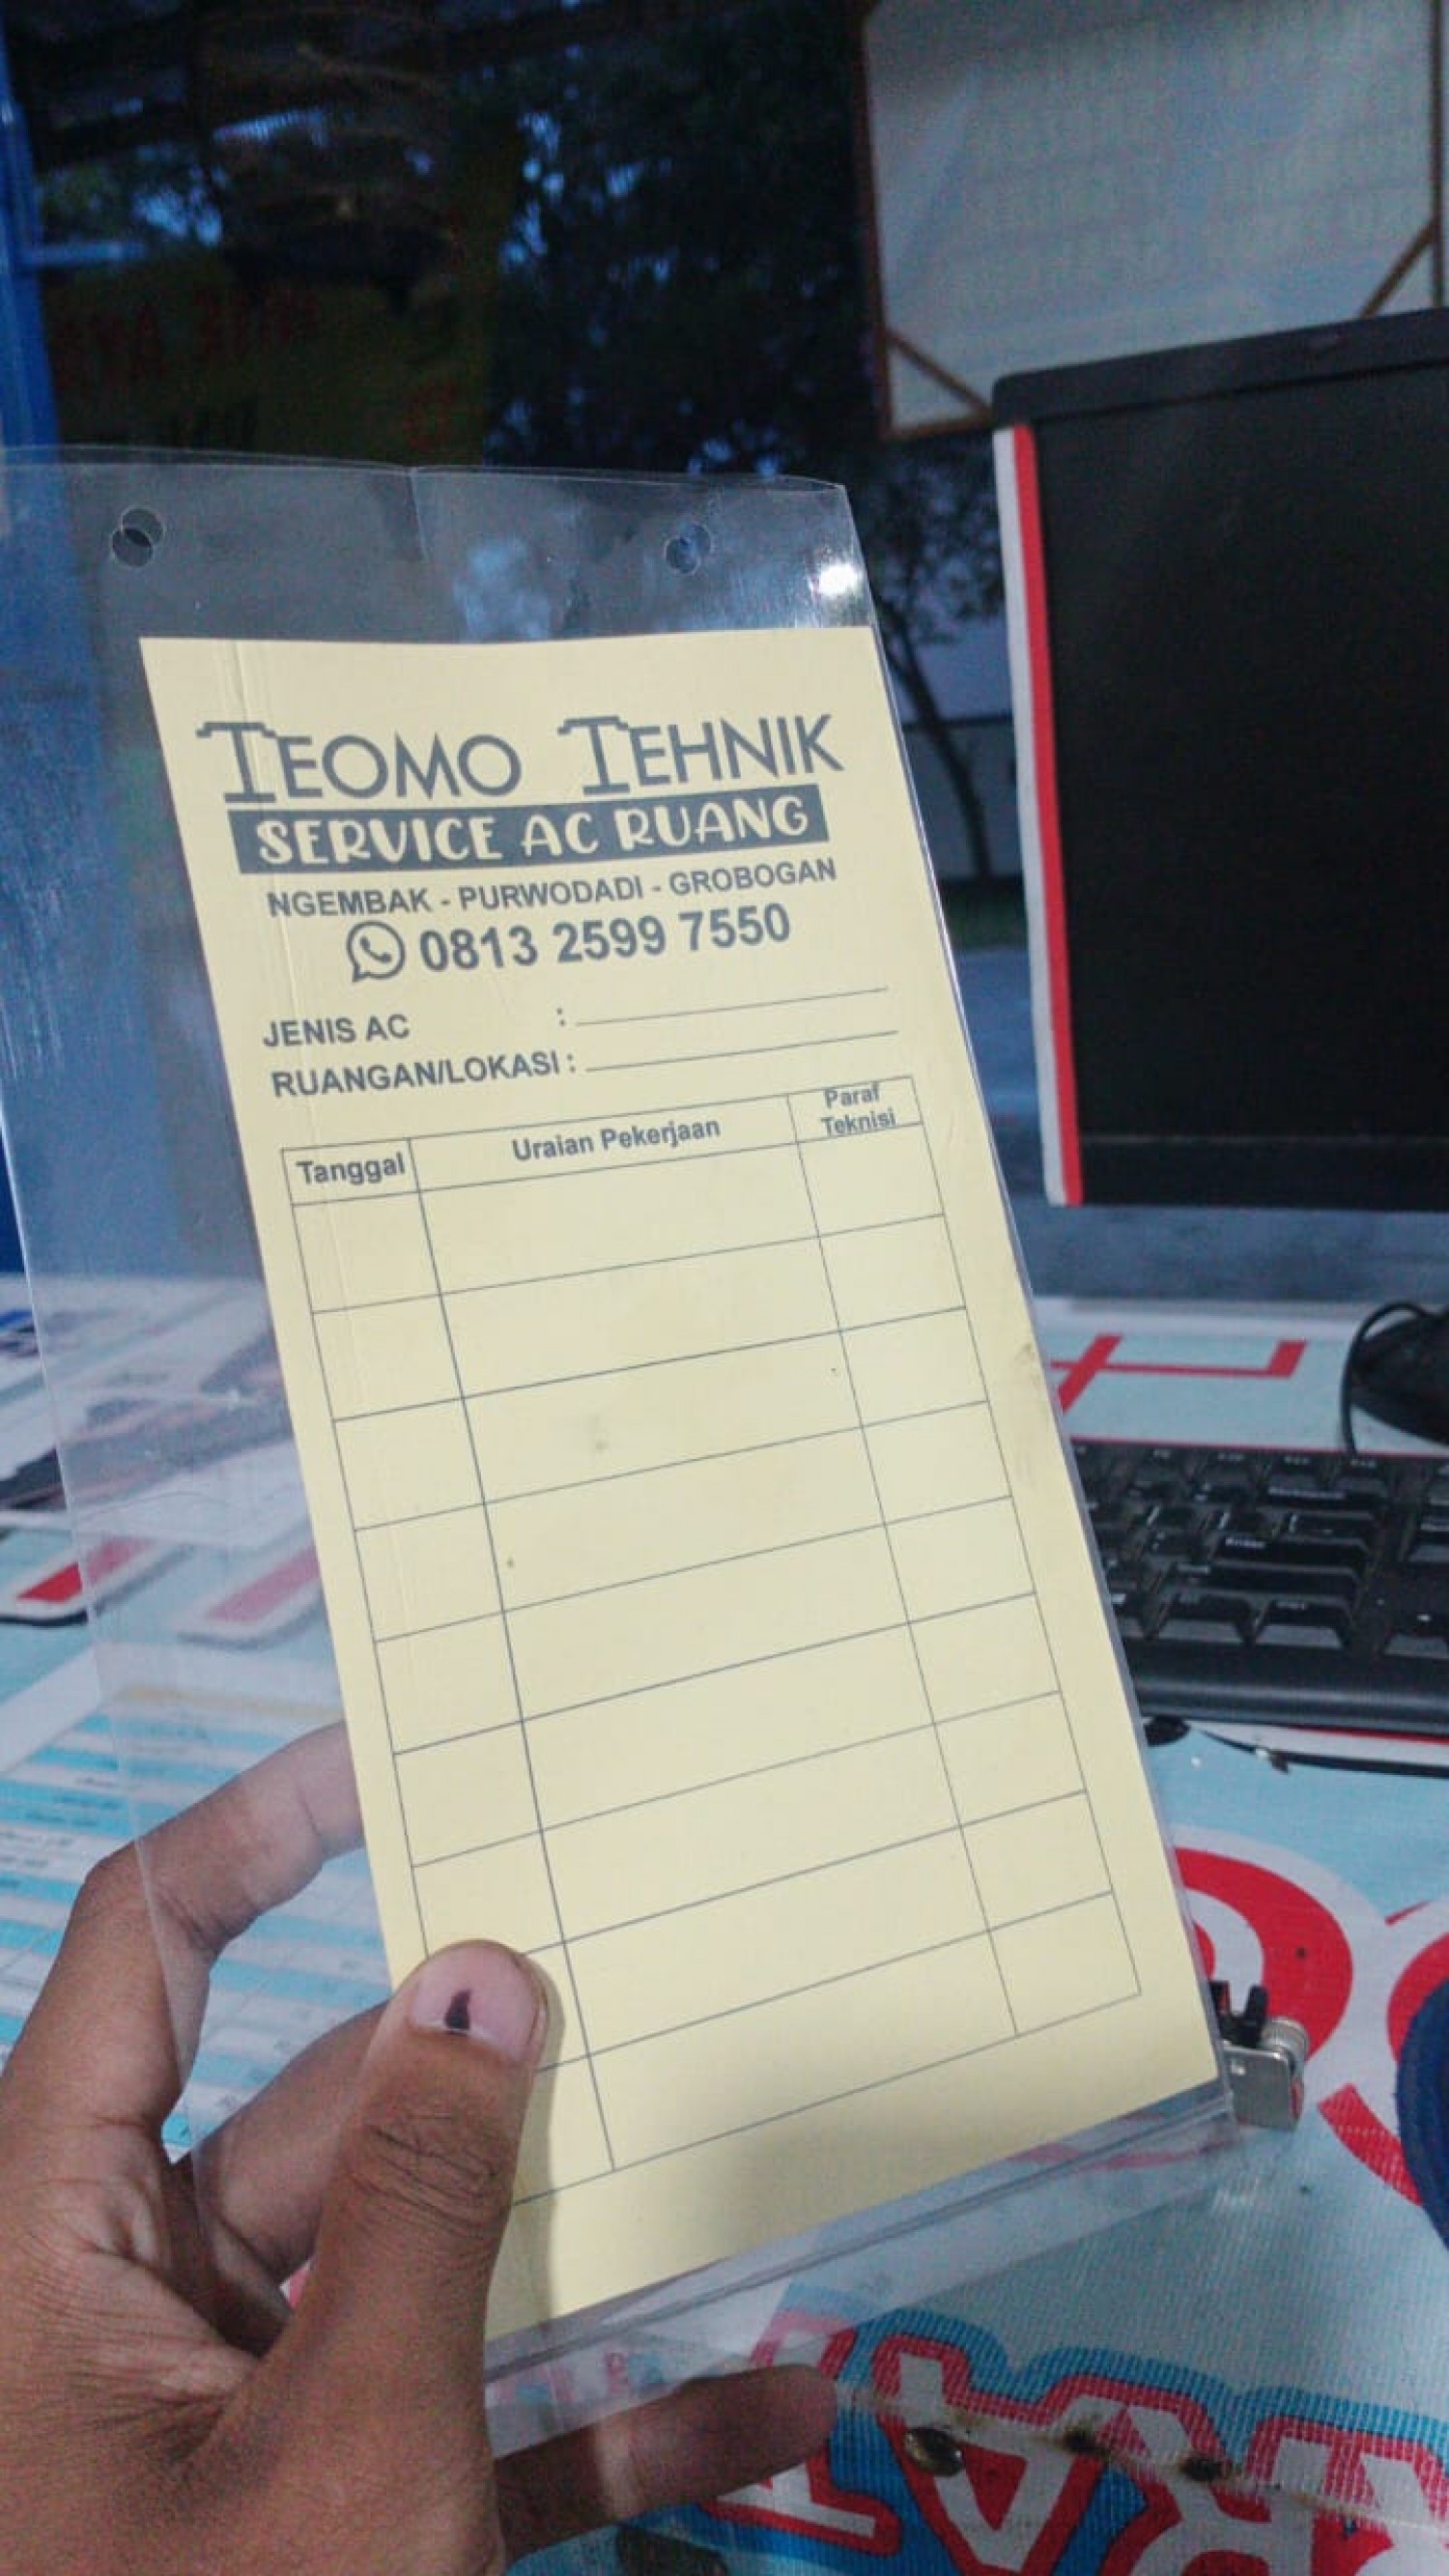 TEOMO TEHNIK
SERVICE AC RUANG
NGEMBAK - PURWODADI - GROBOGAN
0813 2599 7550
JENIS AC :
RUANGAN/LOKASI :
Tanggal Uraian Pekerjaan Paraf Teknisi